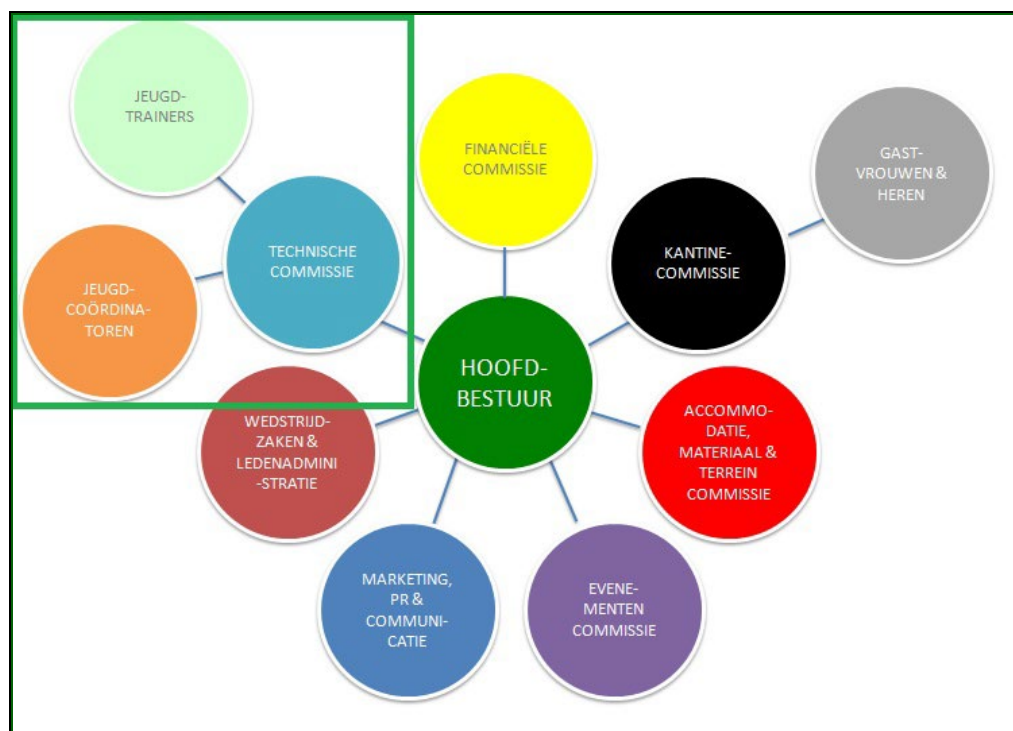 JEUGD-
TRAINERS
FINANCIËLE
COMMISSIE
GAST-
VROUWEN &
HEREN
TECHNISCHE
COMMISSIE
KANTINE-
COMMISSIE
JEUGD-
COÖRDINA-
TOREN
HOOFD-
BESTUUR
WEDSTRIJD-
ZAKEN &
LEDENADMINI
-STRATIE
ACCOMMO-
DATIE,
MATERIAAL &
TERREIN
COMMISSIE
MARKETING,
PR &
COMMUNI-
CATIE
EVENE-
MENTEN
COMMISSIE